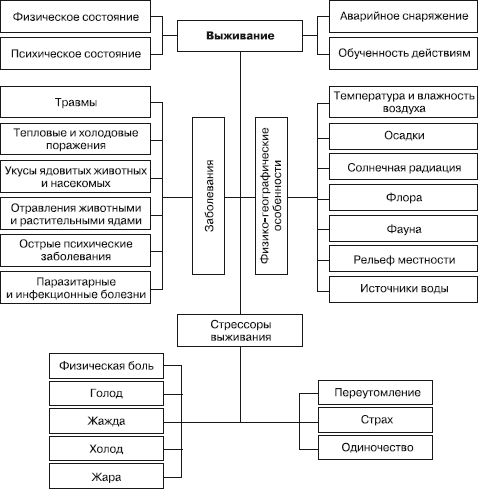 Физическое состояние
Психическое состояние
Выживание
Аварийное снаряжение
Обученность действиям
Травмы
Тепловые и холодовые
поражения
Укусы ядовитых животных
и насекомых
Отравления животными
и растительными ядами
Острые психические
заболевания
Паразитарные
и инфекционные болезни
Заболевания
Физико-географические
особенности
Температура и влажность
воздуха
Осадки
Солнечная радиация
Флора
Фауна
Рельеф местности
Источники воды
Стрессоры
выживания
Физическая боль
Голод
Жажда
Холод
Жара
Переутомление
Страх
Одиночество